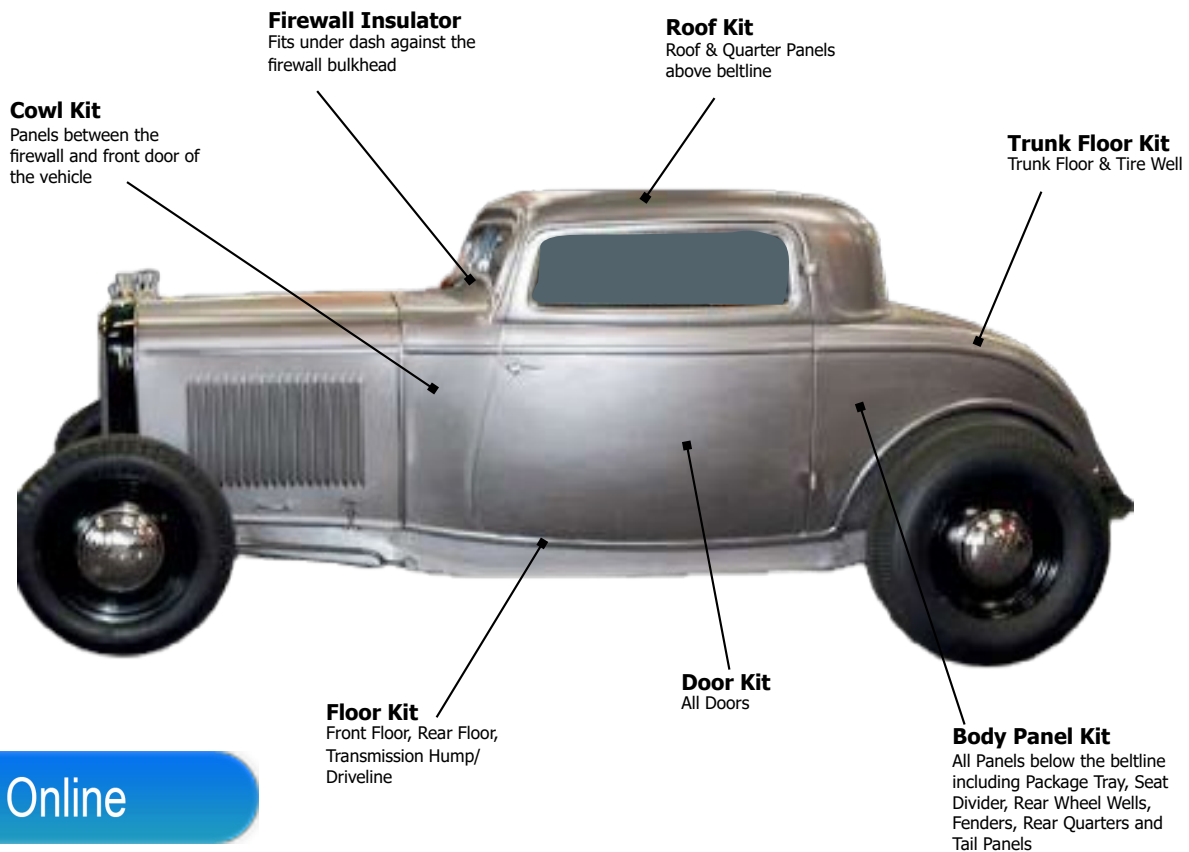 Firewall Insulator
Fits under dash against the
firewall bulkhead
Roof Kit
Roof & Quarter Panels
above beltline
Cowl Kit
Panels between the
firewall and front door of
the vehicle
Trunk Floor Kit
Trunk Floor & Tire Well
Floor Kit
Front Floor, Rear Floor,
Transmission Hump/
Driveline
Door Kit
All Doors
Body Panel Kit
All Panels below the beltline
including Package Tray, Seat
Divider, Rear Wheel Wells,
Fenders, Rear Quarters and
Tail Panels
Online